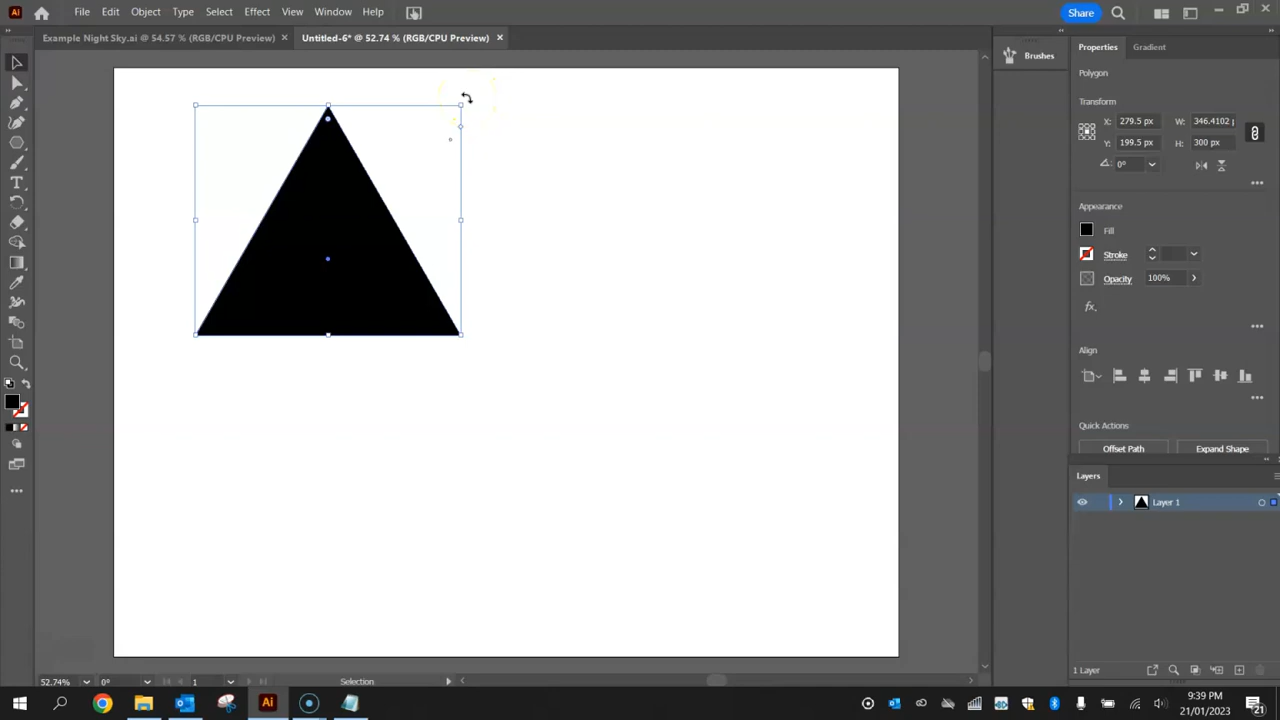 Ai File Edit Object Type Select Effect View Window Help Share
Example Night Sky.ai @ 54.57 % (RGB/CPU Preview) × Untitled-6* @ 52.74 % (RGB/CPU Preview) ×
Brushes
Properties Gradient
Polygon
Transform
X: 279.5 px W: 346.4102 p
Y: 199.5 px H: 300 px
0°
Appearance
Fill
Stroke
Opacity 100%
fx
Align
Quick Actions
Offset Path Expand Shape
Layers
Layer 1
1 Layer
52.74% 0° 1 Selection
Ai
9:39 PM
21/01/2023
21